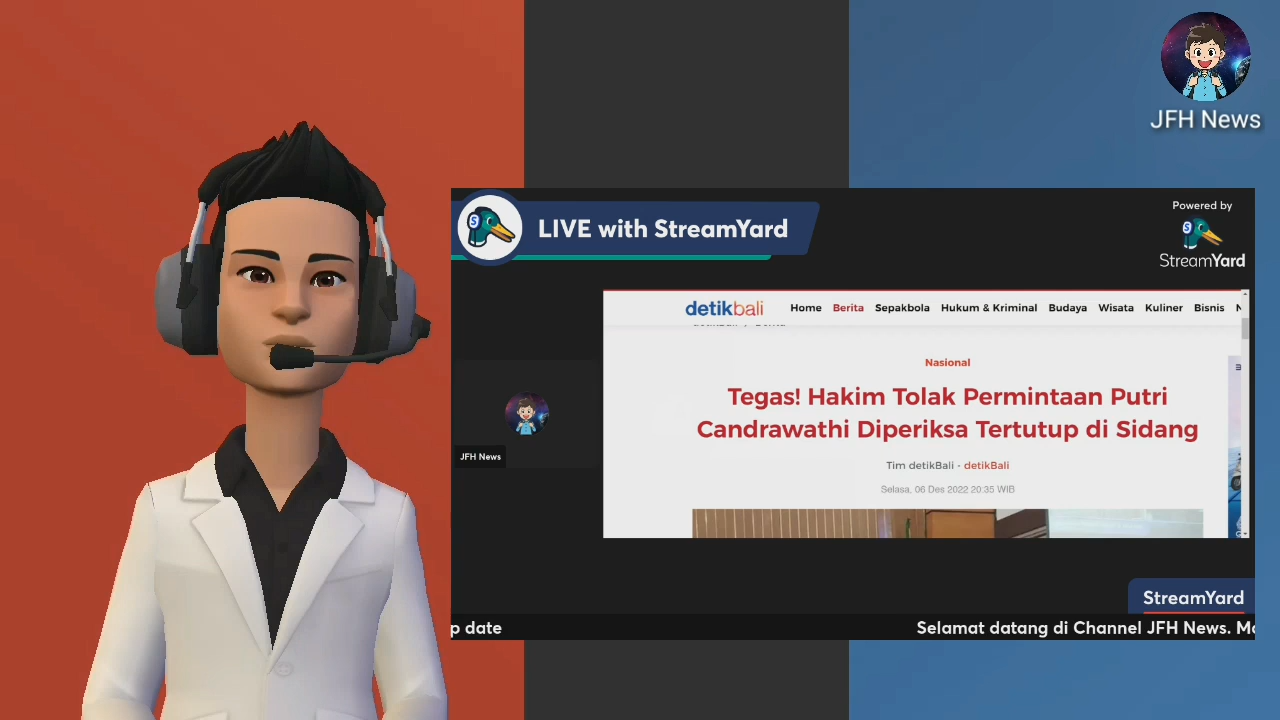 JFH News
LIVE with StreamYard
Powered by
StreamYard
detikbali
Home Berita Sepakbola Hukum & Kriminal Budaya Wisata Kuliner Bisnis
Nasional
Tegas! Hakim Tolak Permintaan Putri
Candrawathi Diperiksa Tertutup di Sidang
Tim detikBali - detikBali
Selasa, 06 Des 2022 20:35 WIB
JFH News
StreamYard
p date
Selamat datang di Channel JFH News.